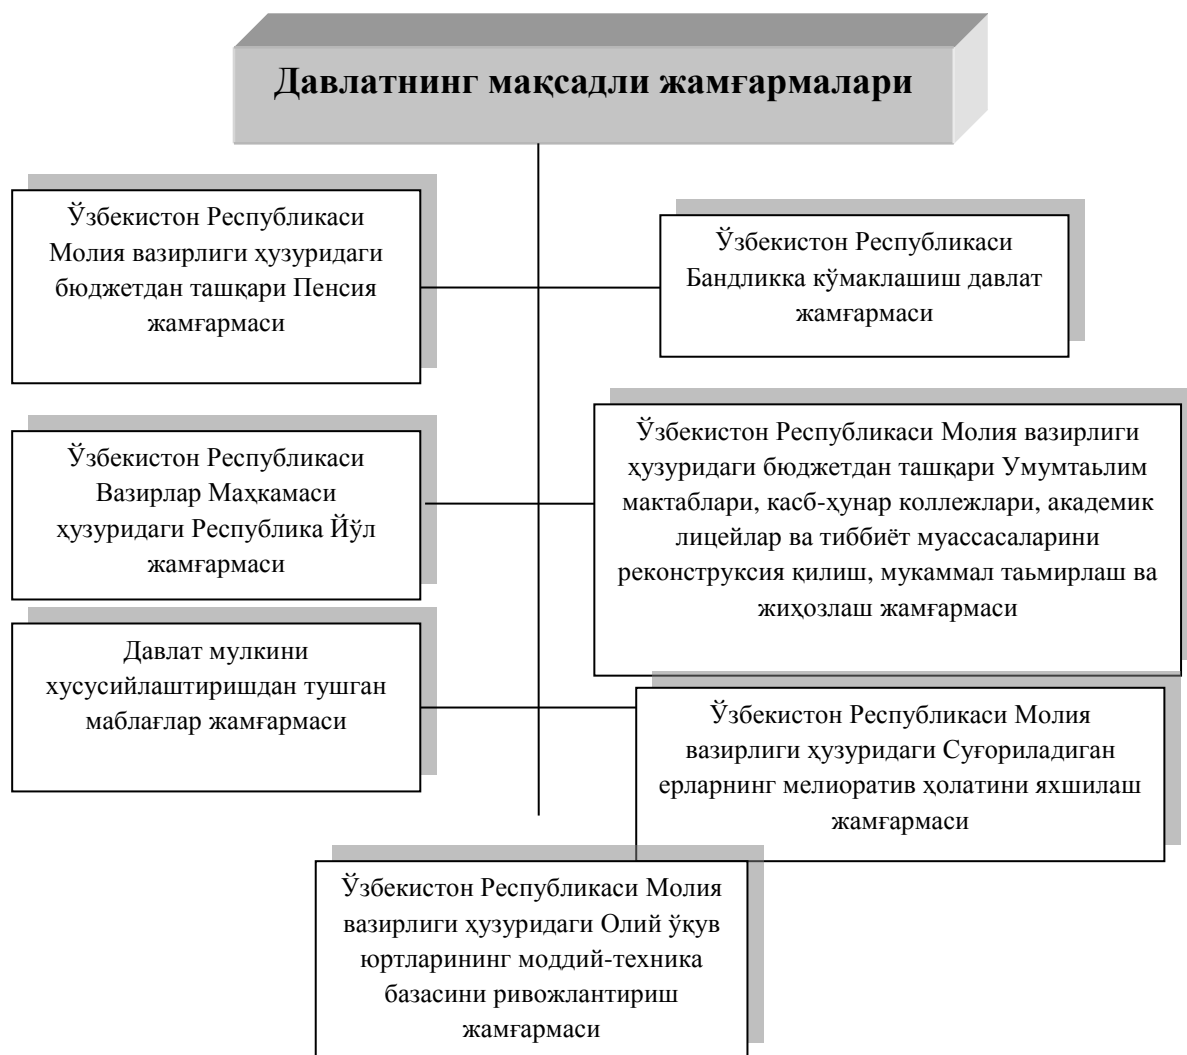 Давлатнинг мақсадли жамғармалари
Ўзбекистон Республикаси
Молия вазирлиги ҳузуридаги
бюджетдан ташқари Пенсия
жамғармаси
Ўзбекистон Республикаси
Бандликка кўмаклашиш давлат
жамғармаси
Ўзбекистон Республикаси
Вазирлар Маҳкамаси
ҳузуридаги Республика Йўл
жамғармаси
Ўзбекистон Республикаси Молия вазирлиги
ҳузуридаги бюджетдан ташқари Умумтаьлим
мактаблари, касб-ҳунар коллежлари, академик
лицейлар ва тиббиёт муассасаларини
реконструксия қилиш, мукаммал таьмирлаш ва
жиҳозлаш жамғармаси
Давлат мулкини
хусусийлаштиришдан тушган
маблағлар жамғармаси
Ўзбекистон Республикаси Молия
вазирлиги ҳузуридаги Суғориладиган
ерларнинг мелиоратив ҳолатини яхшилаш
жамғармаси
Ўзбекистон Республикаси Молия
вазирлиги ҳузуридаги Олий ўқув
юртларининг моддий-техника
базасини ривожлантириш
жамғармаси